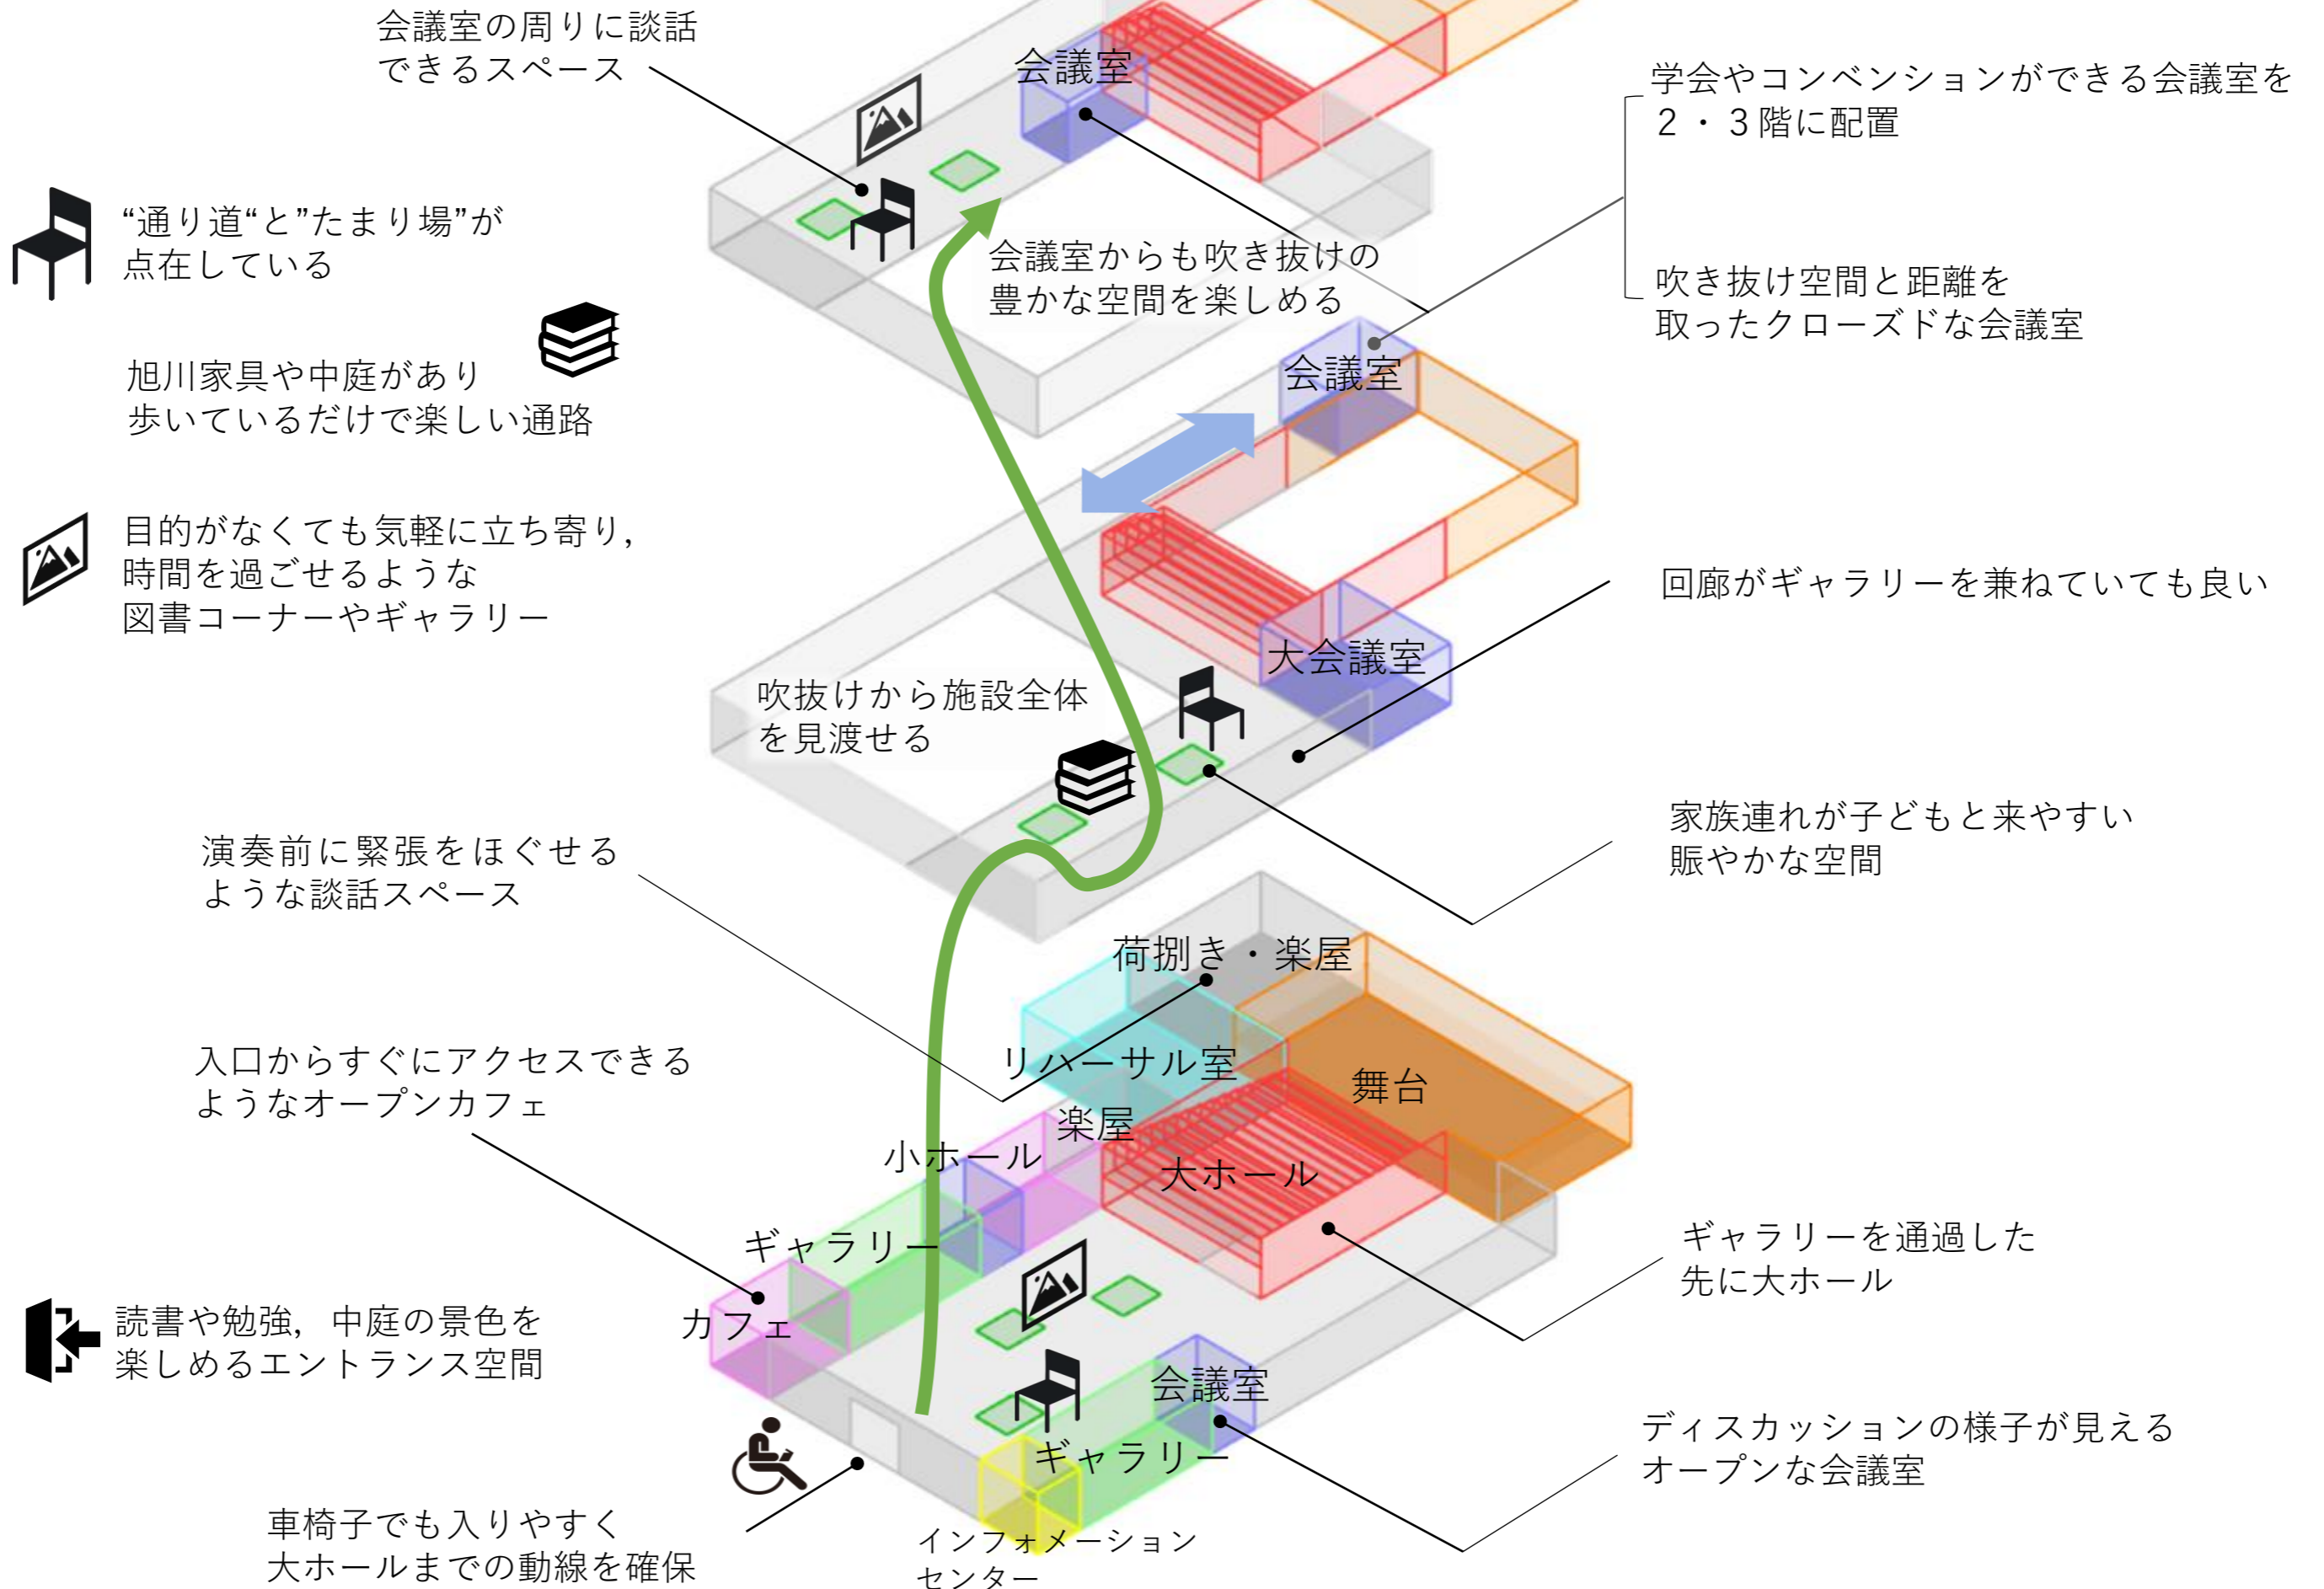 会議室の周りに談話
できるスペース
会議室
学会やコンベンションができる会議室を
２・３階に配置
“通り道“と”たまり場”が
点在している
会議室からも吹き抜けの
豊かな空間を楽しめる
吹き抜け空間と距離を
取ったクローズドな会議室
旭川家具や中庭があり
歩いているだけで楽しい通路
会議室
目的がなくても気軽に立ち寄り，
時間を過ごせるような
図書コーナーやギャラリー
回廊がギャラリーを兼ねていても良い
大会議室
吹抜けから施設全体
を見渡せる
家族連れが子どもと来やすい
賑やかな空間
演奏前に緊張をほぐせる
ような談話スペース
荷捌き・楽屋
入口からすぐにアクセスできる
ようなオープンカフェ
リハーサル室
舞台
楽屋
小ホール
大ホール
ギャラリー
カフェ
ギャラリーを通過した
先に大ホール
読書や勉強，中庭の景色を
楽しめるエントランス空間
会議室
ギャラリー
ディスカッションの様子が見える
オープンな会議室
車椅子でも入りやすく
大ホールまでの動線を確保
インフォメーション
センター